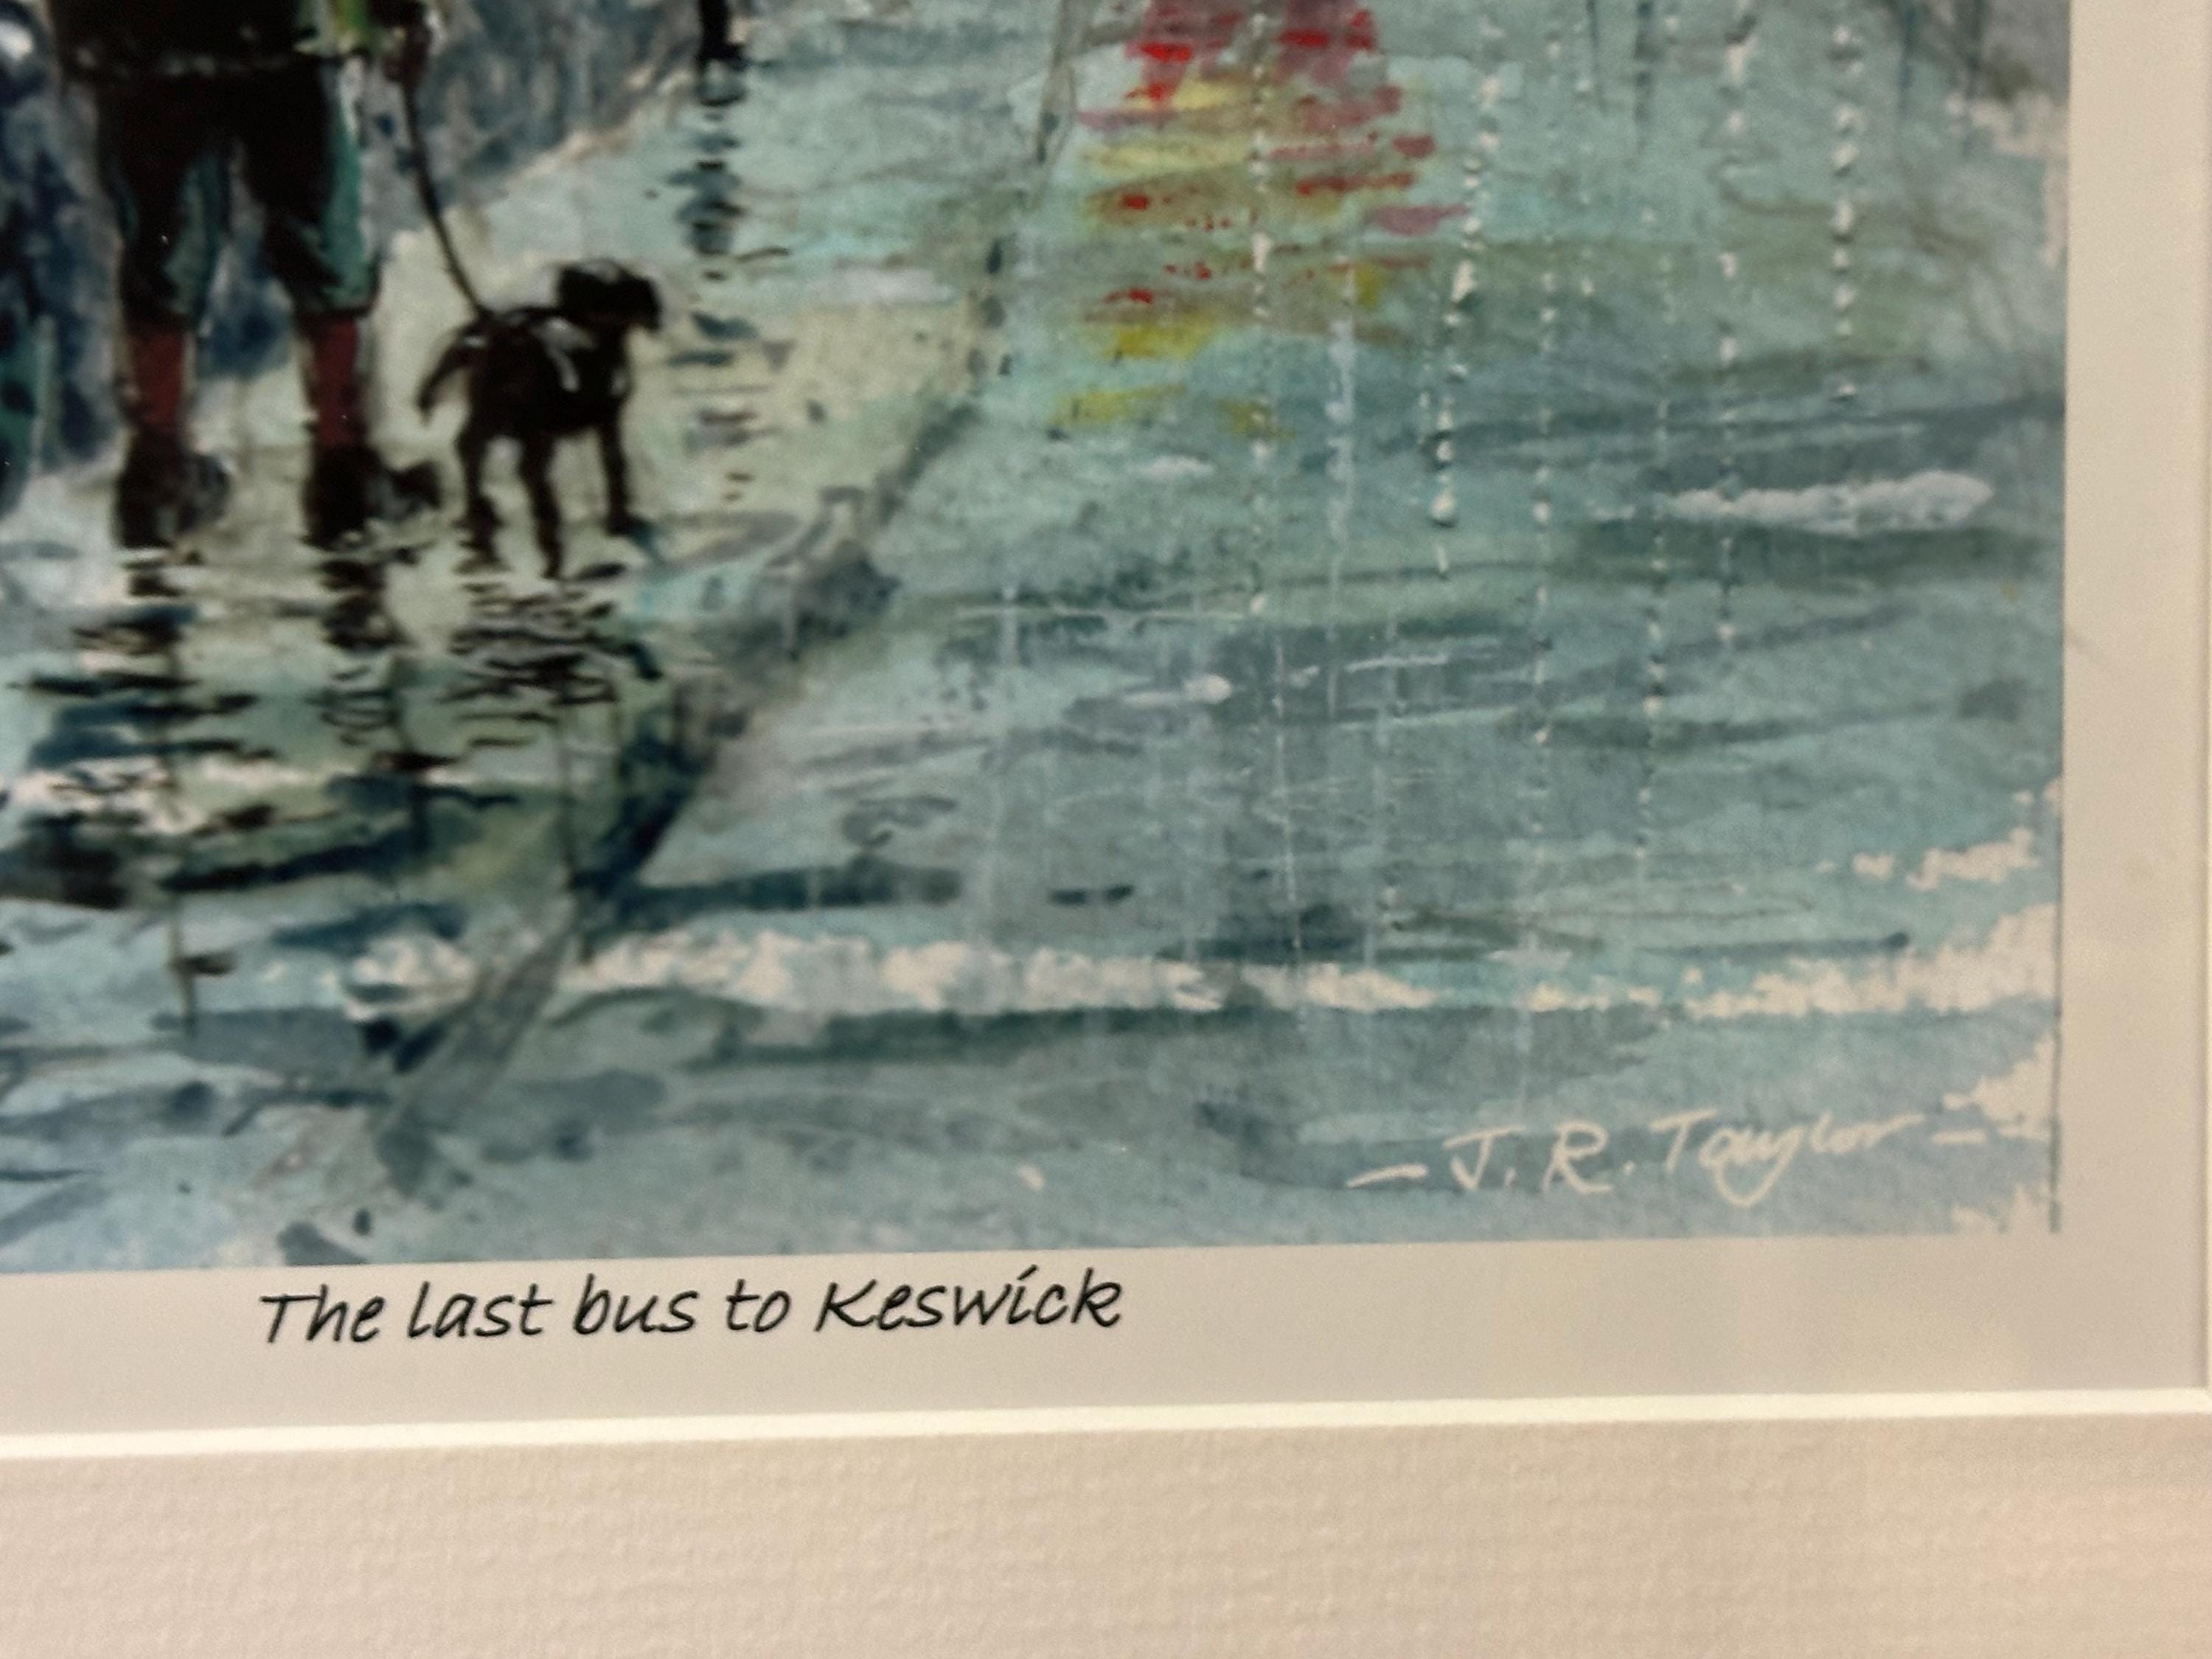 - J. R. Taylor -
The last bus to Keswick